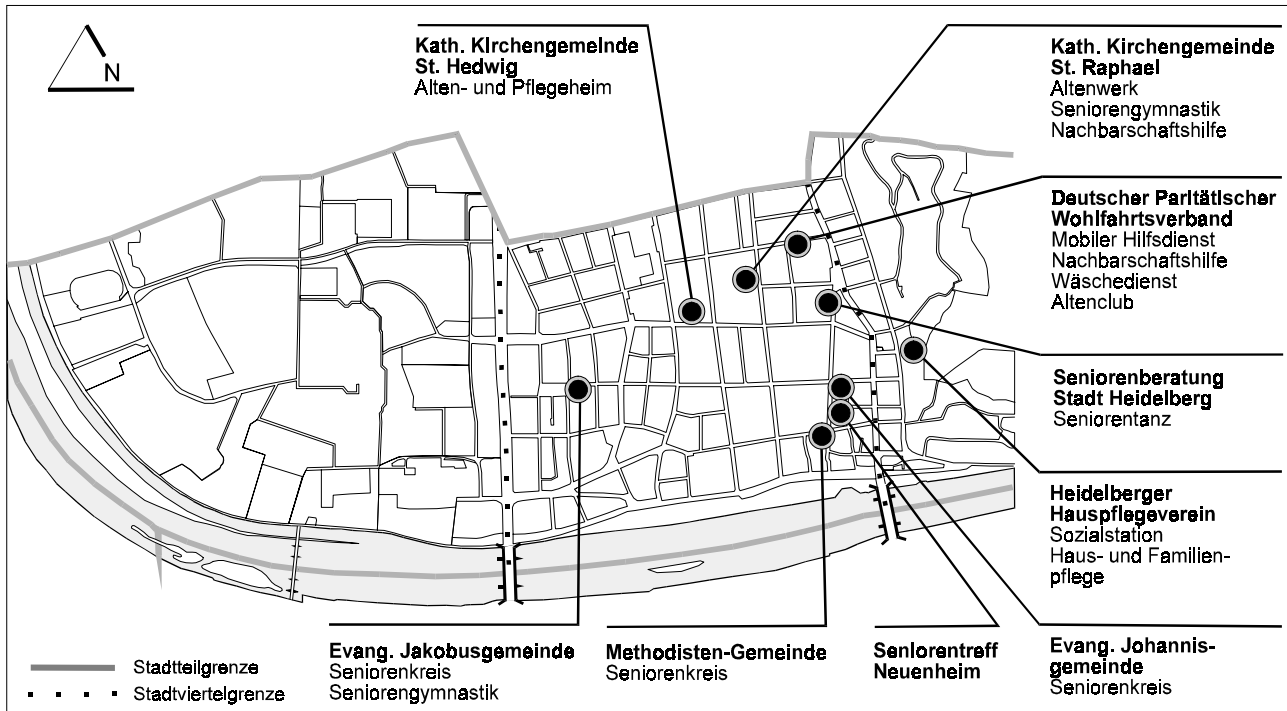 N
Kath. Kirchengemeinde
St. Hedwig
Alten- und Pflegeheim
Kath. Kirchengemeinde
St. Raphael
Altenwerk
Seniorengymnastik
Nachbarschaftshilfe
Deutscher Paritätischer
Wohlfahrtsverband
Mobiler Hilfsdienst
Nachbarschaftshilfe
Wäschedienst
Altenclub
Seniorenberatung
Stadt Heidelberg
Seniorentanz
Heidelberger
Hauspflegeverein
Sozialstation
Haus- und Familien-
pflege
Evang. Jakobusgemeinde
Seniorenkreis
Seniorengymnastik
Methodisten-Gemeinde
Seniorenkreis
Seniorentreff
Neuenheim
Evang. Johannis-
gemeinde
Seniorenkreis
Stadtteilgrenze
Stadtviertelgrenze